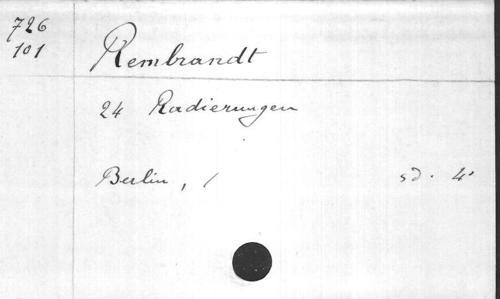 726
101
Rembrandt
24 Radierungen
Berlin, / sd. 4°